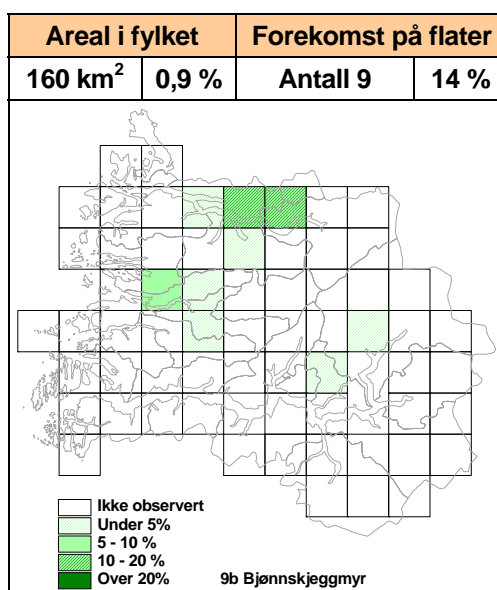 Areal i fylket Forekomst på flater
160 km² 0,9 % Antall 9 14 %
Ikke observert
Under 5%
5 - 10 %
10 - 20 %
Over 20% 9b Bjønnskjeggmyr